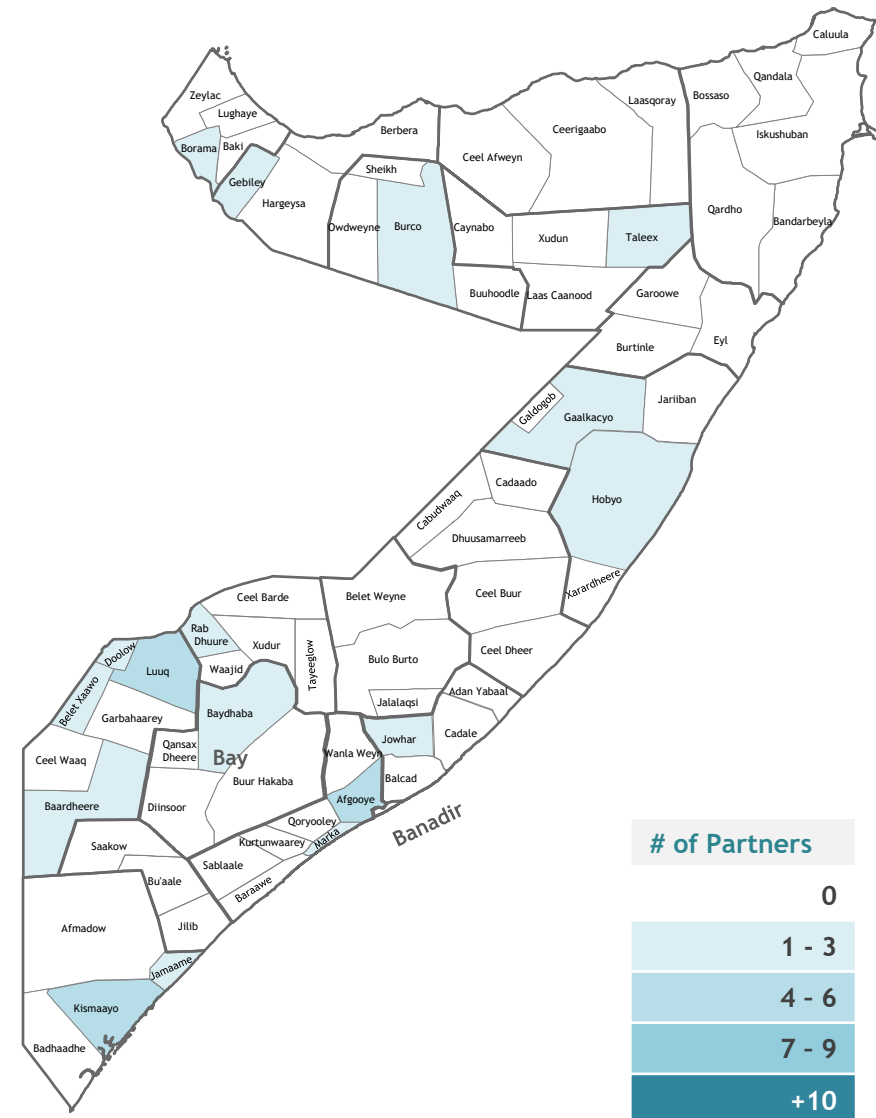 Caluula
Qandala
Bossaso
Zeylac
Laasqoray
Lughaye
Berbera
Ceerigaabo
Iskushuban
Borama
Baki
Ceel Afweyn
Sheikh
Gebiley
Hargeysa
Qardho
Bandarbeyla
Owdweyne
Burco
Caynabo
Xudun
Taleex
Buuhoodle
Laas Caanood
Garoowe
Eyl
Burtinle
Jariiban
Galdogob
Gaalkacyo
Cadaado
Hobyo
Cabudwaaq
Dhuusamarreeb
Xarardheere
Ceel Barde
Belet Weyne
Ceel Buur
Rab
Dhuure
Xudur
Doolow
Luuq
Waajid
Tayeeglow
Bulo Burto
Ceel Dheer
Belet Xaawo
Adan Yabaal
Jalalaqsi
Garbahaarey
Baydhaba
Cadale
Jowhar
Qansax
Dheere
Bay
Wanla Weyn
Ceel Waaq
Balcad
Buur Hakaba
Baardheere
Diinsoor
Afgooye
Banadir
Qoryooley
Marka
Kurtunwaarey
Saakow
Sablaale
Bu'aale
Baraawe
Afmadow
Jilib
Jamaame
Kismaayo
Badhaadhe
# of Partners
0
1 - 3
4 - 6
7 - 9
+10